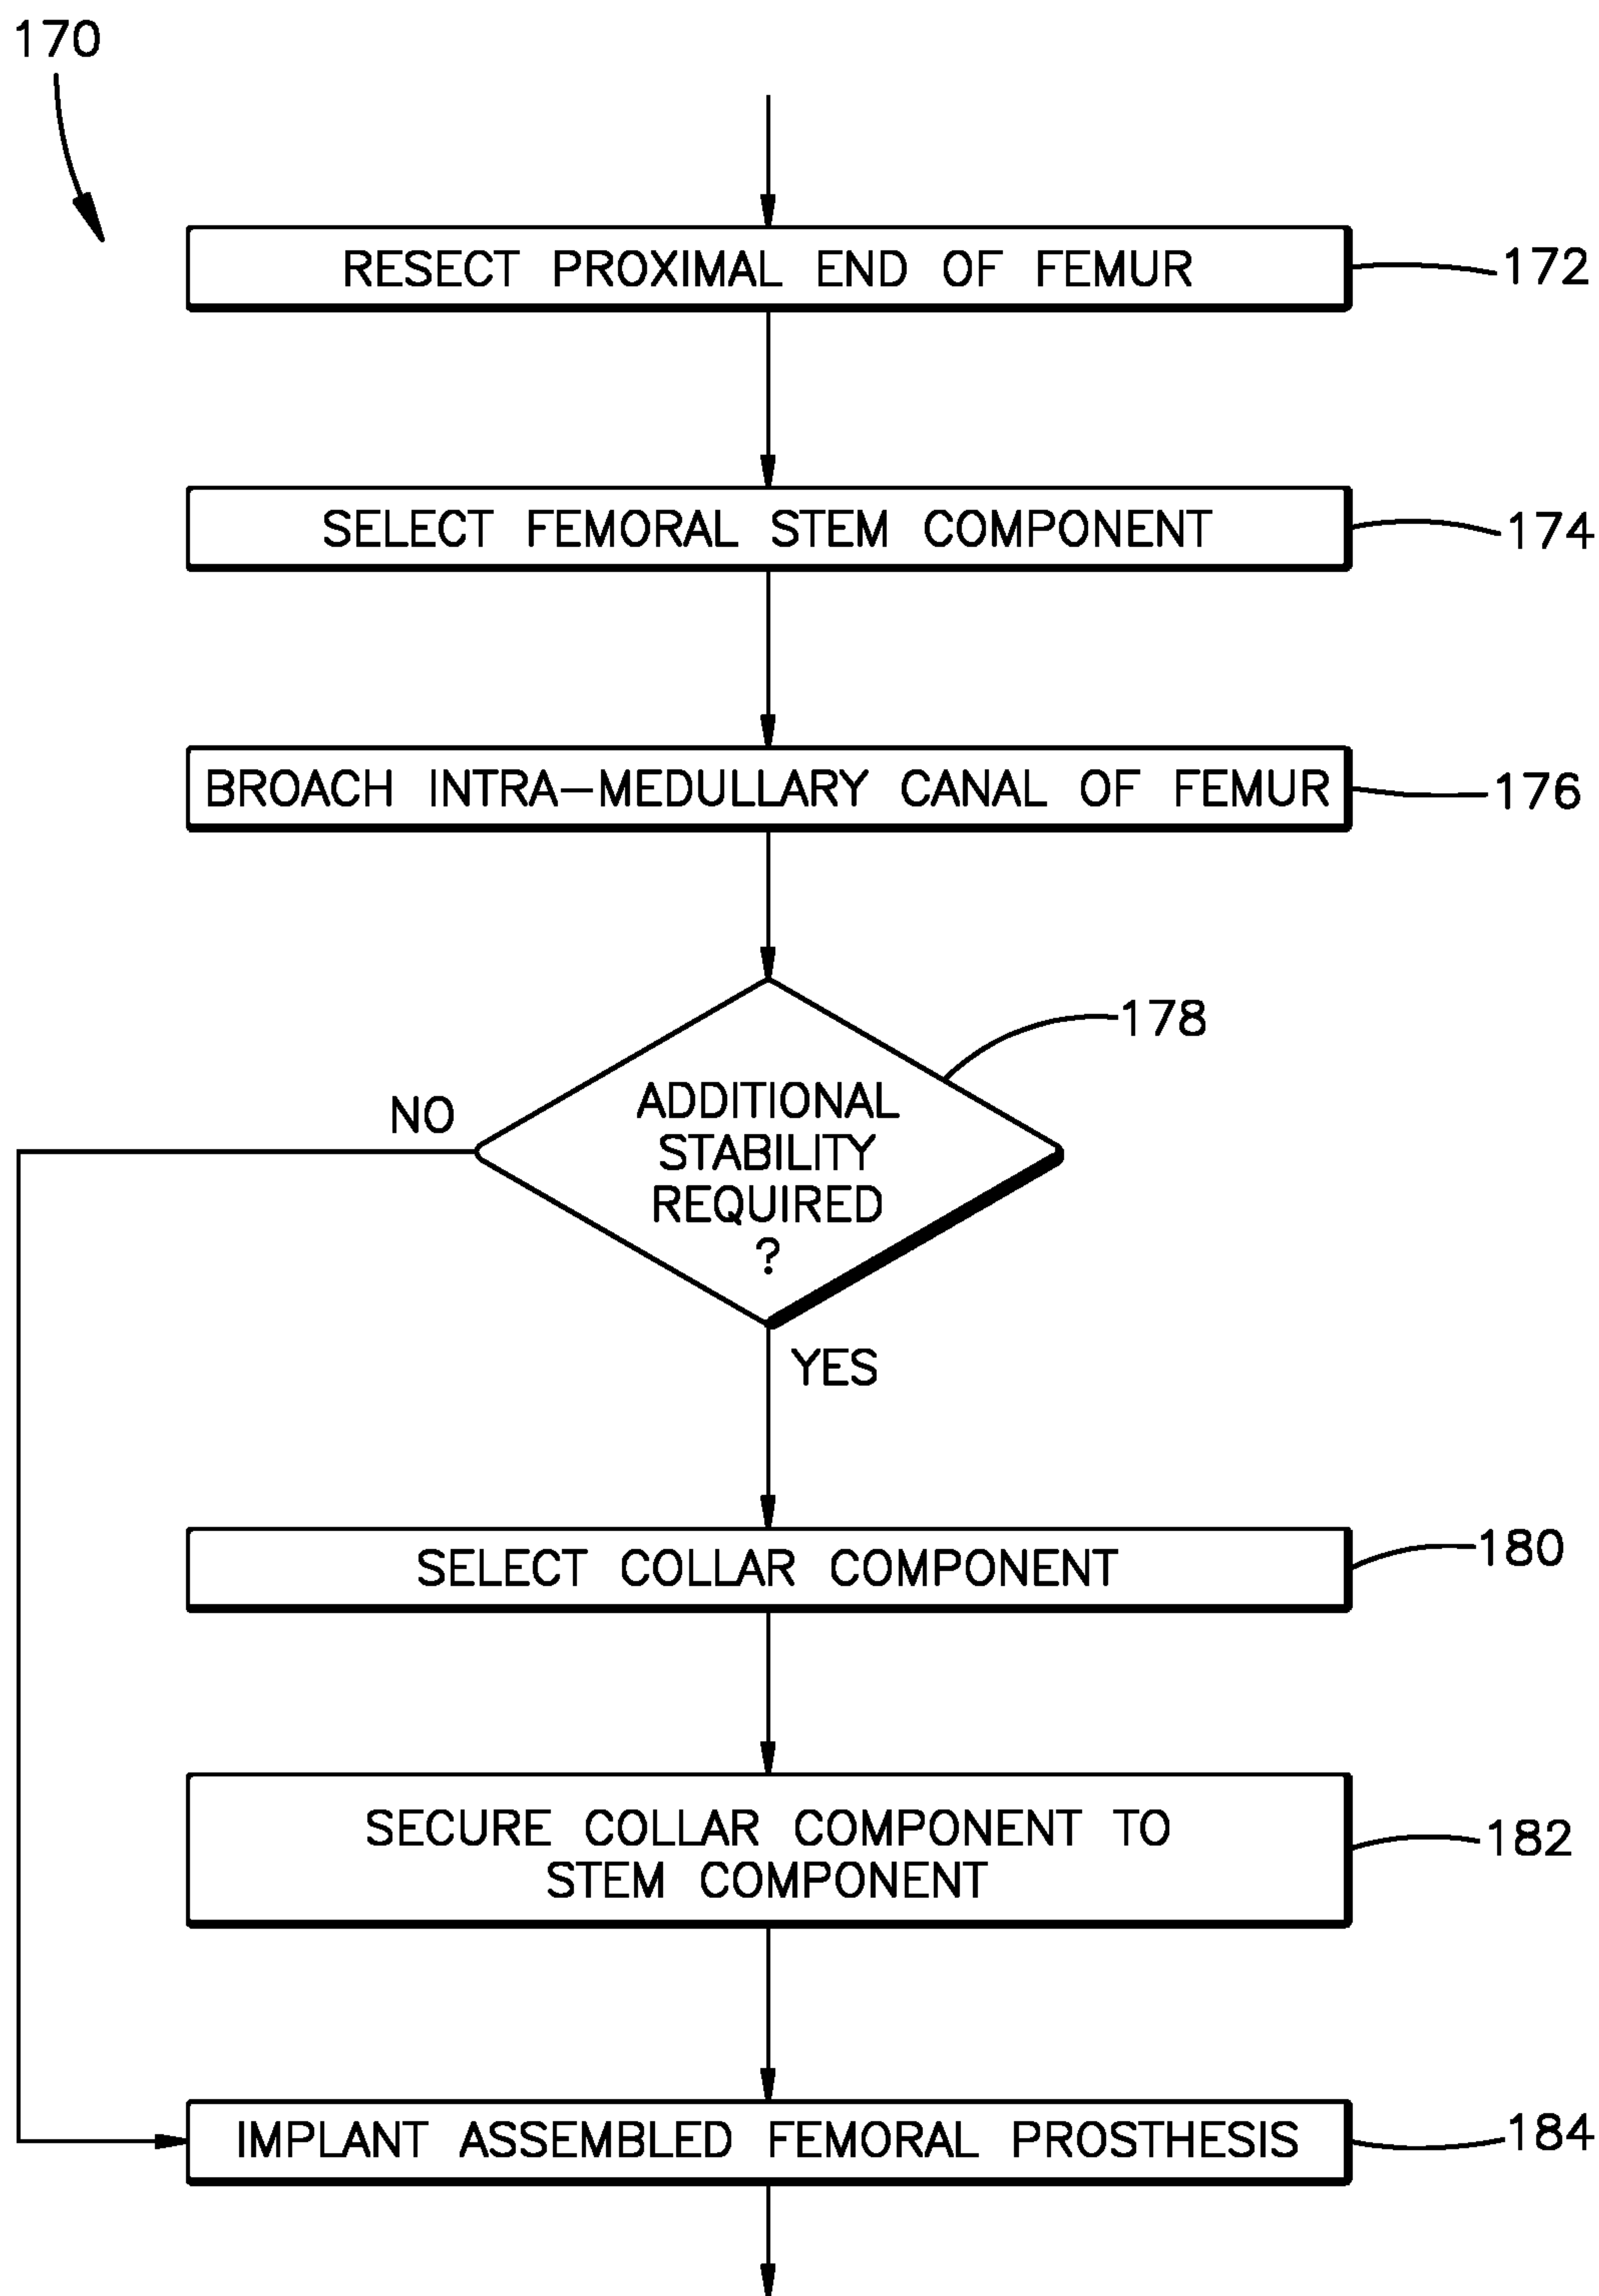 170
RESECT PROXIMAL END OF FEMUR
172
SELECT FEMORAL STEM COMPONENT
174
BROACH INTRA-MEDULLARY CANAL OF FEMUR
176
178
NO
ADDITIONAL
STABILITY
REQUIRED
?
YES
SELECT COLLAR COMPONENT
180
SECURE COLLAR COMPONENT TO
STEM COMPONENT
182
IMPLANT ASSEMBLED FEMORAL PROSTHESIS
184